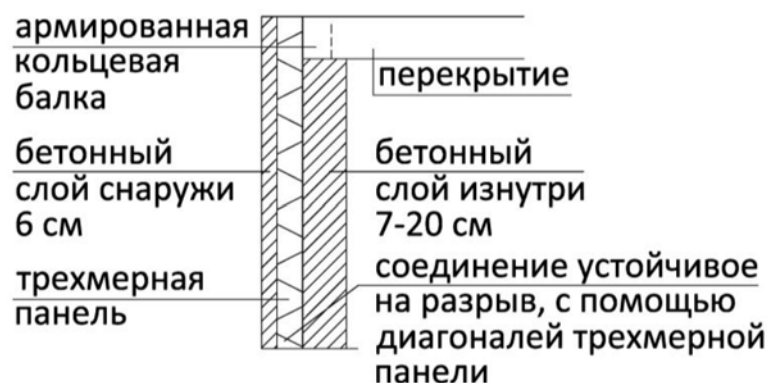 армированная
кольцевая
балка
перекрытие
бетонный
слой снаружи
6 см
бетонный
слой изнутри
7-20 см
трехмерная
панель
соединение устойчивое
на разрыв, с помощью
диагоналей трехмерной
панели